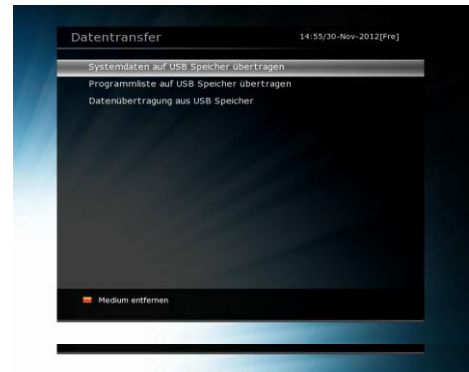 Datentransfer 14:55/30-Nov-2012[Fre]
Systemdaten auf USB Speicher übertragen
Programmliste auf USB Speicher übertragen
Datenübertragung aus USB Speicher
Medium entfernen